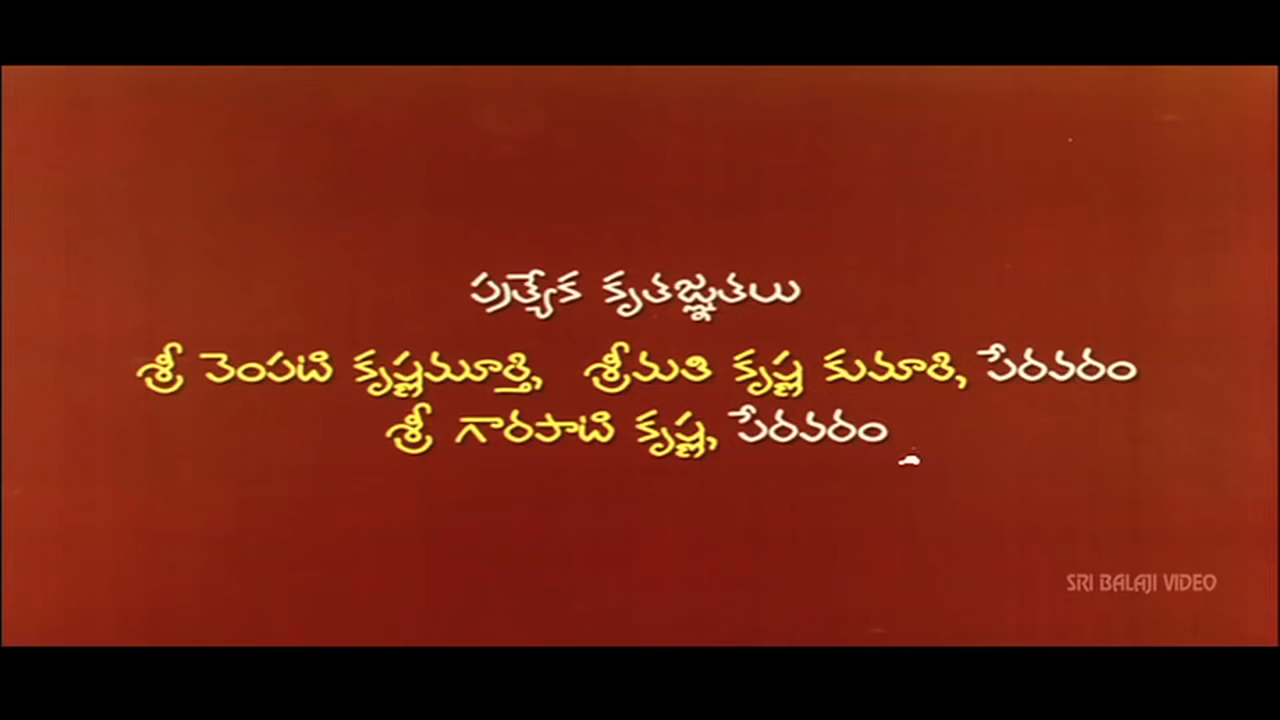 ప్రత్యేక కృతజ్ఞతలు
శ్రీ వెంపటి కృష్ణమూర్తి, శ్రీమతి కృష్ణ కుమారి, పేరవరం
శ్రీ గారపాటి కృష్ణ, పేరవరం
SRI BALAJI VIDEO